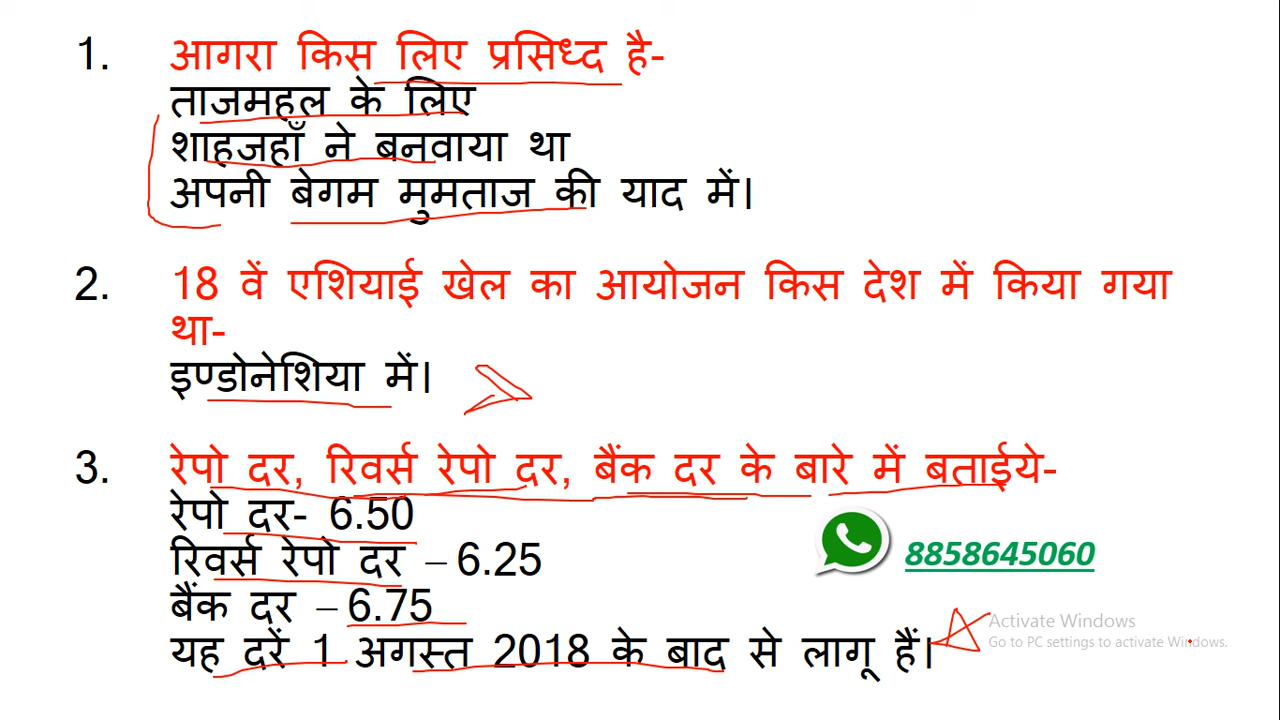 1. आगरा किस लिए प्रसिध्द है-
ताजमहल के लिए
शाहजहाँ ने बनवाया था
अपनी बेगम मुमताज की याद में।
2. 18 वें एशियाई खेल का आयोजन किस देश में किया गया
था-
इण्डोनेशिया में।
3. रेपो दर, रिवर्स रेपो दर, बैंक दर के बारे में बताईये-
रेपो दर- 6.50
रिवर्स रेपो दर –6.25
बैंक दर –6.75
यह दरें 1 अगस्त 2018 के बाद से लागू हैं।
8858645060
Activate Windows
Go to PC settings to activate Windows.